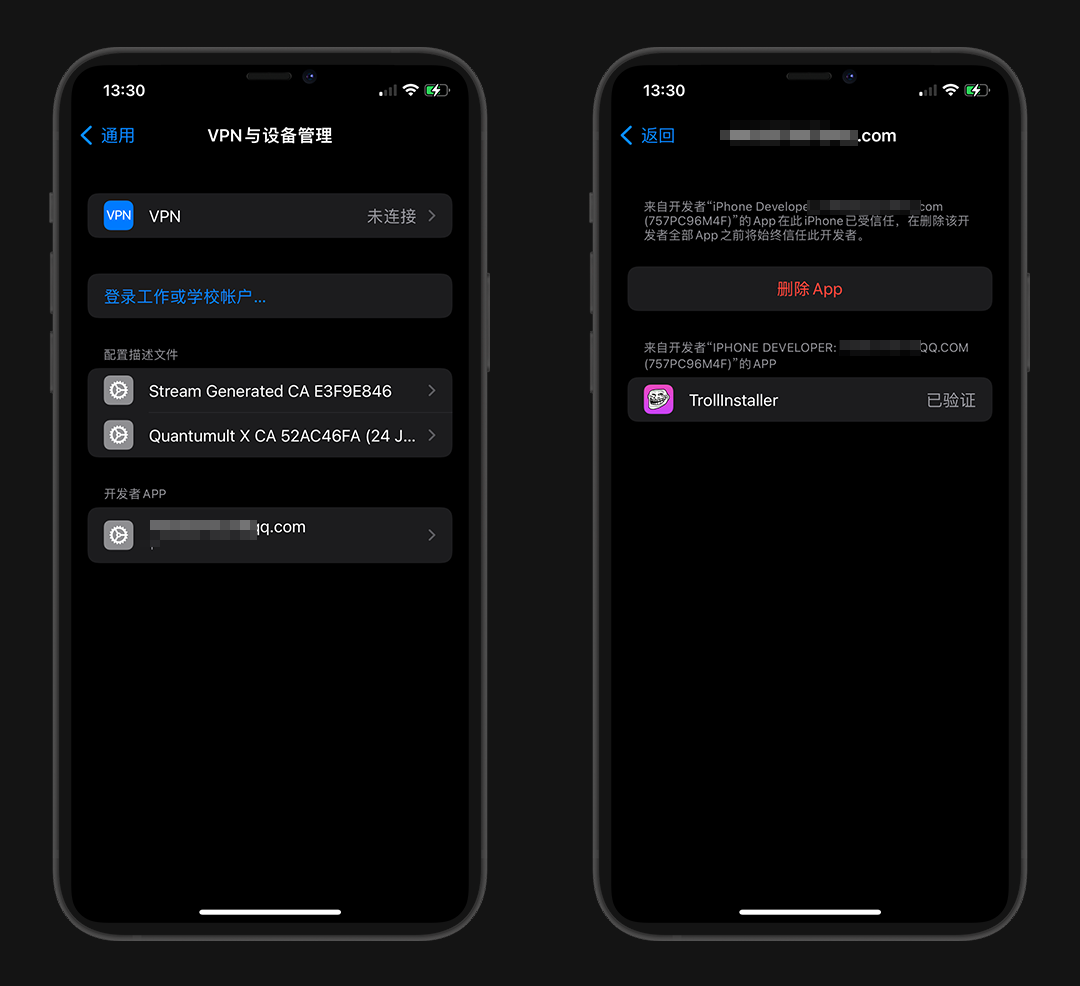 13:30
通用
VPN与设备管理
VPN
VPN
未连接
登录工作或学校帐户...
配置描述文件
Stream Generated CA E3F9E846
Quantumult X CA 52AC46FA (24 J...
开发者 APP
qq.com
13:30
返回
.com
来自开发者“iPhone Develope com
(757PC96M4F)”的 App 在此 iPhone 已受信任，在删除该开
发者全部 App 之前将始终信任此开发者。
删除 App
来自开发者“IPHONE DEVELOPER: QQ.COM
(757PC96M4F)”的 APP
TrollInstaller
已验证